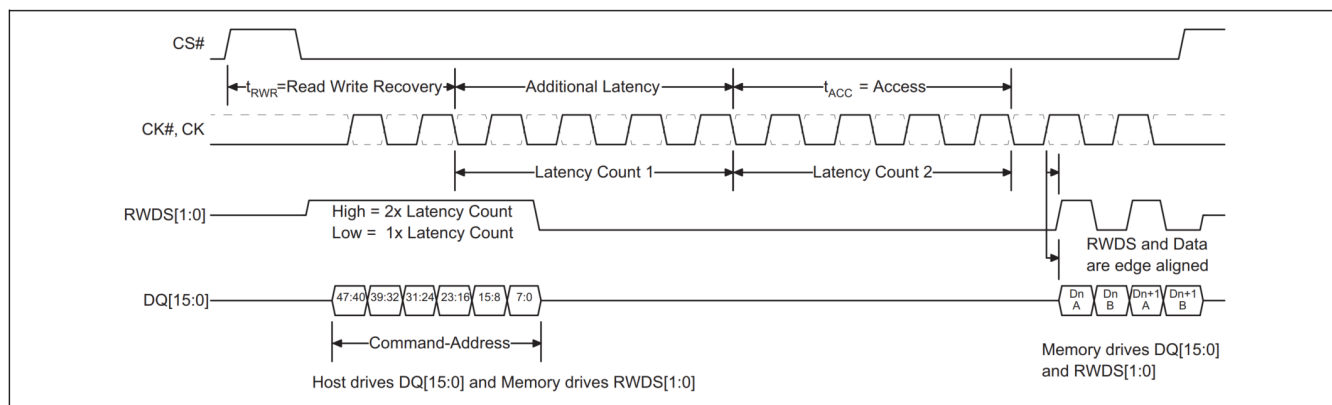 CS#
t_RWR=Read Write Recovery
Additional Latency
t_ACC = Access
CK#, CK
Latency Count 1
Latency Count 2
RWDS[1:0]
High = 2x Latency Count
Low = 1x Latency Count
RWDS and Data
are edge aligned
DQ[15:0]
47:40 39:32 31:24 23:16 15:8 7:0
Dn A
Dn B
Dn+1 A
Dn+1 B
Command-Address
Host drives DQ[15:0] and Memory drives RWDS[1:0]
Memory drives DQ[15:0]
and RWDS[1:0]